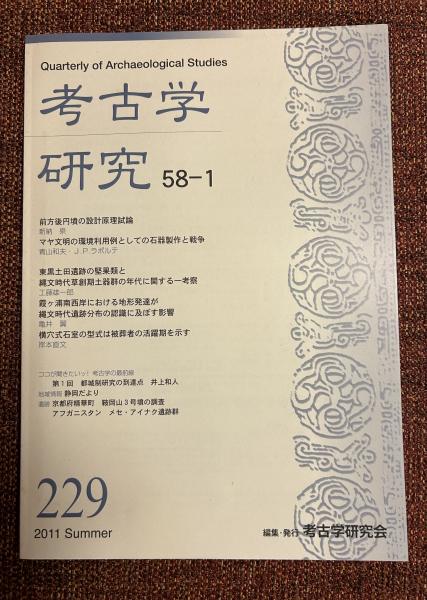 Quarterly of Archaeological Studies
考古学
研究 58-1
前方後円墳の設計原理試論
新納 泉
マヤ文明の環境利用例としての石器製作と戦争
青山和夫・J.P.ラポルテ
東黒土田遺跡の堅果類と
縄文時代草創期土器群の年代に関する一考察
工藤雄一郎
霞ヶ浦南西岸における地形発達が
縄文時代遺跡分布の認識に及ぼす影響
亀井 翼
横穴式石室の型式は被葬者の活躍期を示す
岸本直文
ココが聞きたいッ! 考古学の最前線
第1回 都城制研究の到達点 井上和人
地域情報 静岡だより
遺跡 京都府精華町 鞍岡山3号墳の調査
アフガニスタン メセ・アイナク遺跡群
229
2011 Summer
編集・発行 考古学研究会